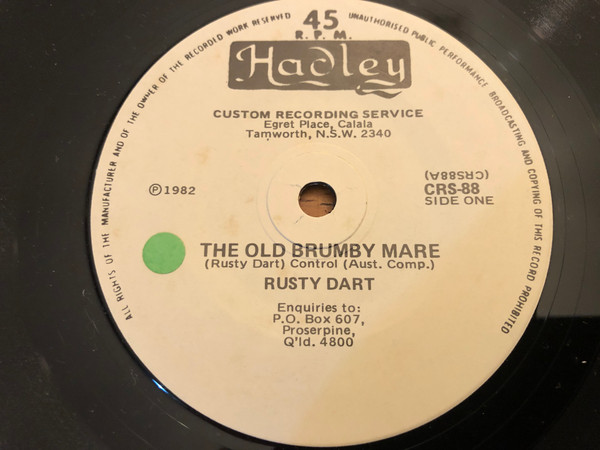 45
R.P.M.
Hadley
CUSTOM RECORDING SERVICE
Egret Place, Calala
Tamworth, N.S.W. 2340
℗ 1982
(CRS88A)
CRS-88
SIDE ONE
THE OLD BRUMBY MARE
(Rusty Dart) Control (Aust. Comp.)
RUSTY DART
Enquiries to:
P.O. Box 607,
Proserpine,
Q'ld. 4800
ALL RIGHTS OF THE MANUFACTURER AND OF THE OWNER OF THE RECORDED WORK RESERVED
UNAUTHORISED PUBLIC PERFORMANCE BROADCASTING AND COPYING OF THIS RECORD PROHIBITED